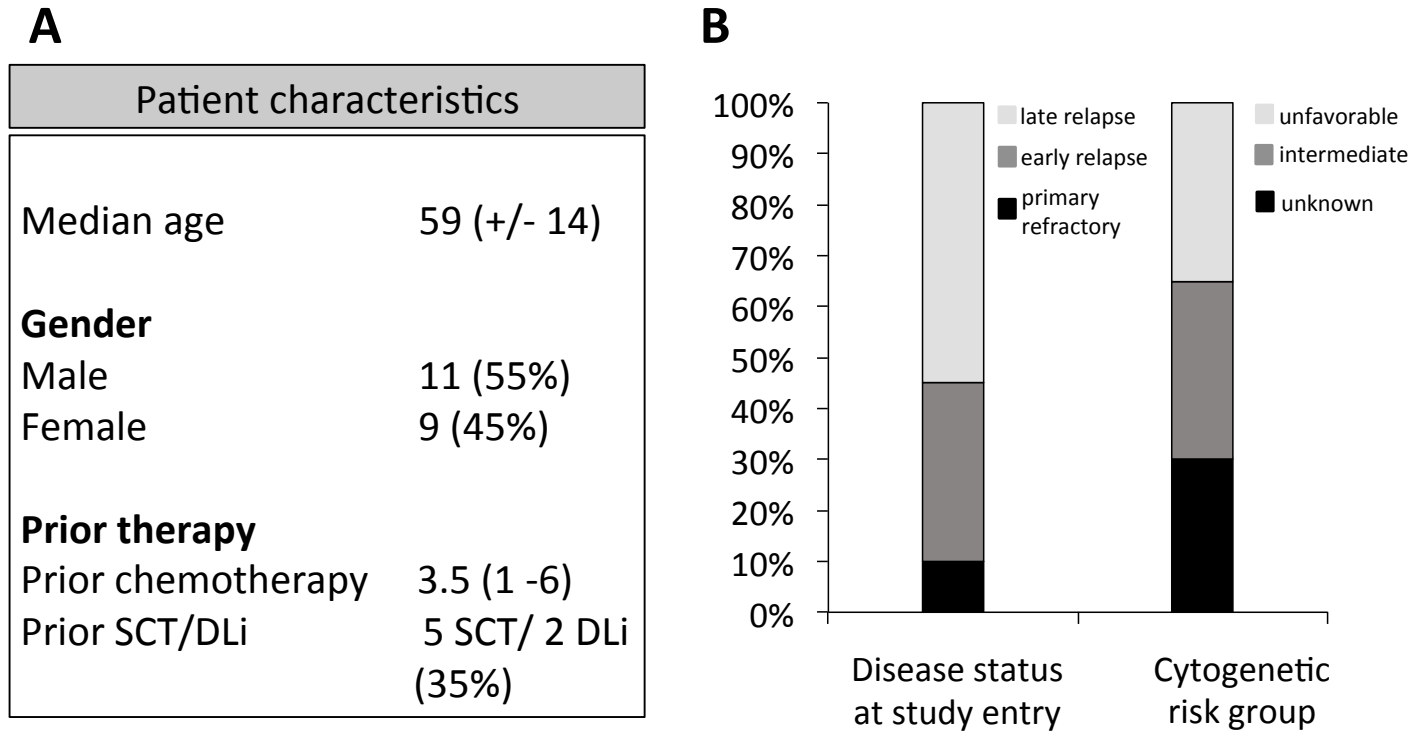 A
Patient characteristics
Median age 59 (+/- 14)
Gender
Male 11 (55%)
Female 9 (45%)
Prior therapy
Prior chemotherapy 3.5 (1 -6)
Prior SCT/DLi 5 SCT/ 2 DLi
(35%)
B
100%
90%
80%
70%
60%
50%
40%
30%
20%
10%
0%
late relapse
early relapse
primary
refractory
unfavorable
intermediate
unknown
Disease status
at study entry
Cytogenetic
risk group